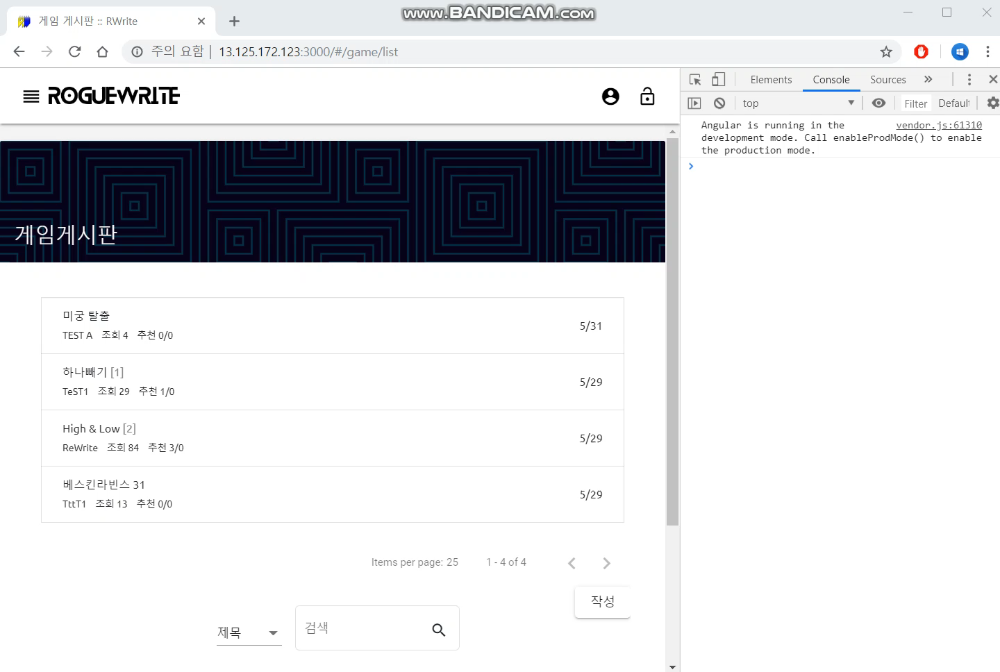 게임 게시판 :: RWrite
www.BANDICAM.com
주의 요함 | 13.125.172.123:3000/#/game/list
ROGUEWRITE
Elements Console Sources
top Filter Default
Angular is running in the vendor.js:61310
development mode. Call enableProdMode() to enable
the production mode.
게임게시판
미궁 탈출
TEST A 조회 4 추천 0/0
5/31
하나빼기 [1]
TeST1 조회 29 추천 1/0
5/29
High & Low [2]
ReWrite 조회 84 추천 3/0
5/29
베스킨라빈스 31
TttT1 조회 13 추천 0/0
5/29
Items per page: 25 1 - 4 of 4
작성
제목 검색